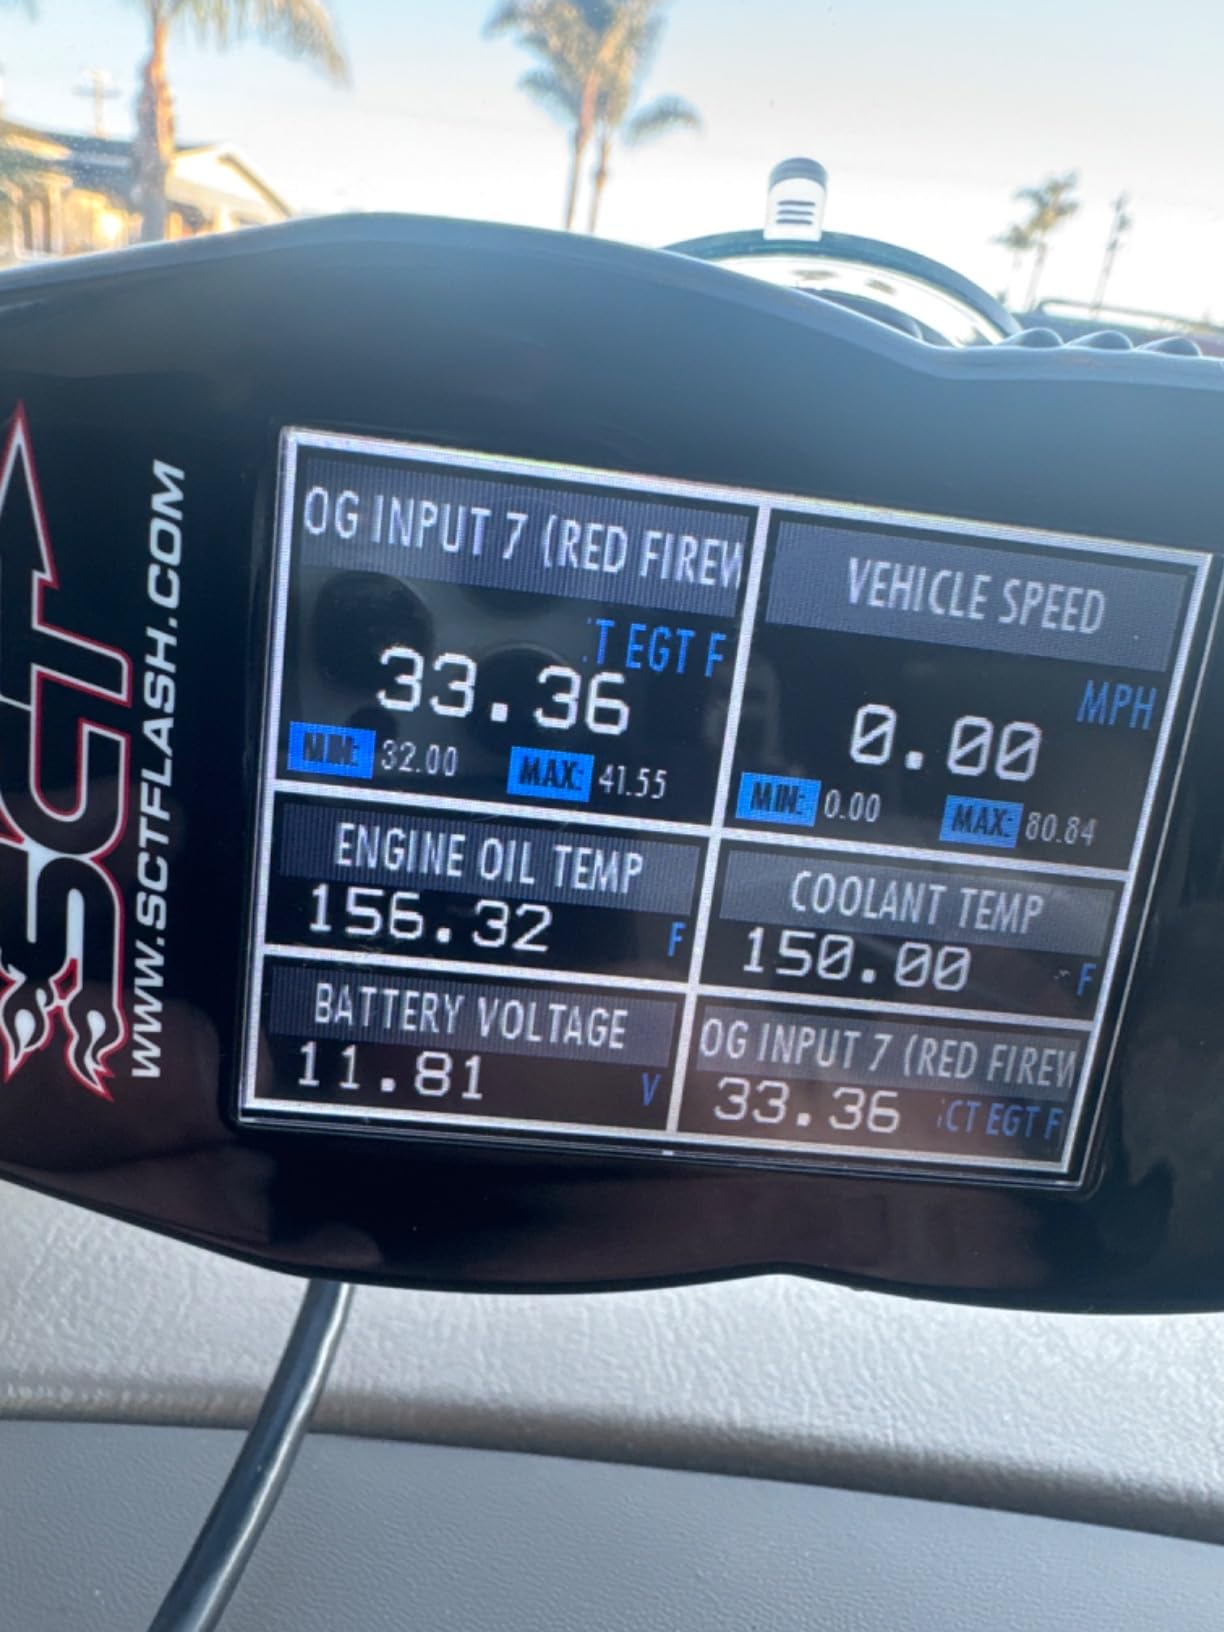 OG INPUT 7 (RED FIREW
T EGT F
33.36
MIN: 32.00 MAX: 41.55
VEHICLE SPEED
MPH
0.00
MIN: 0.00 MAX: 80.84
ENGINE OIL TEMP
156.32 F
COOLANT TEMP
150.00 F
BATTERY VOLTAGE
11.81 V
OG INPUT 7 (RED FIREW
33.36 CT EGT F
SCT
WWW.SCTFLASH.COM